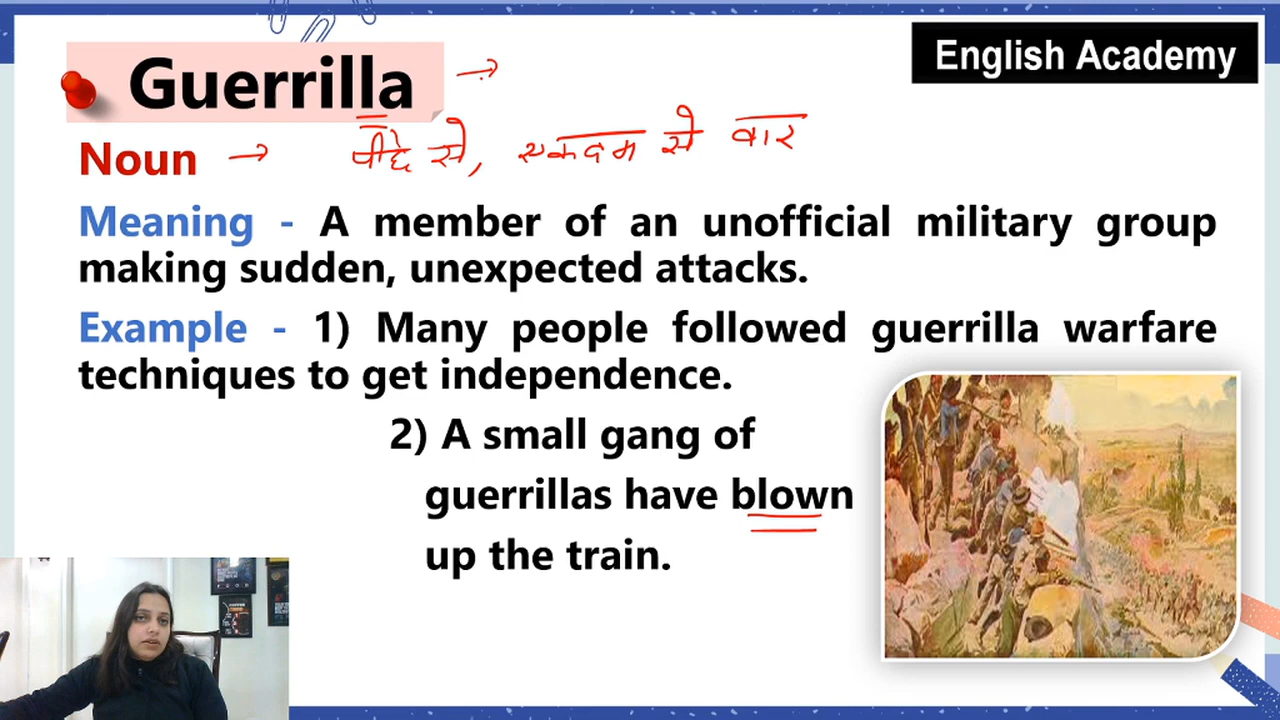 English Academy
Guerrilla →
Noun → पीछे से, एकदम से वार
Meaning - A member of an unofficial military group
making sudden, unexpected attacks.
Example - 1) Many people followed guerrilla warfare
techniques to get independence.
2) A small gang of
guerrillas have blown
up the train.